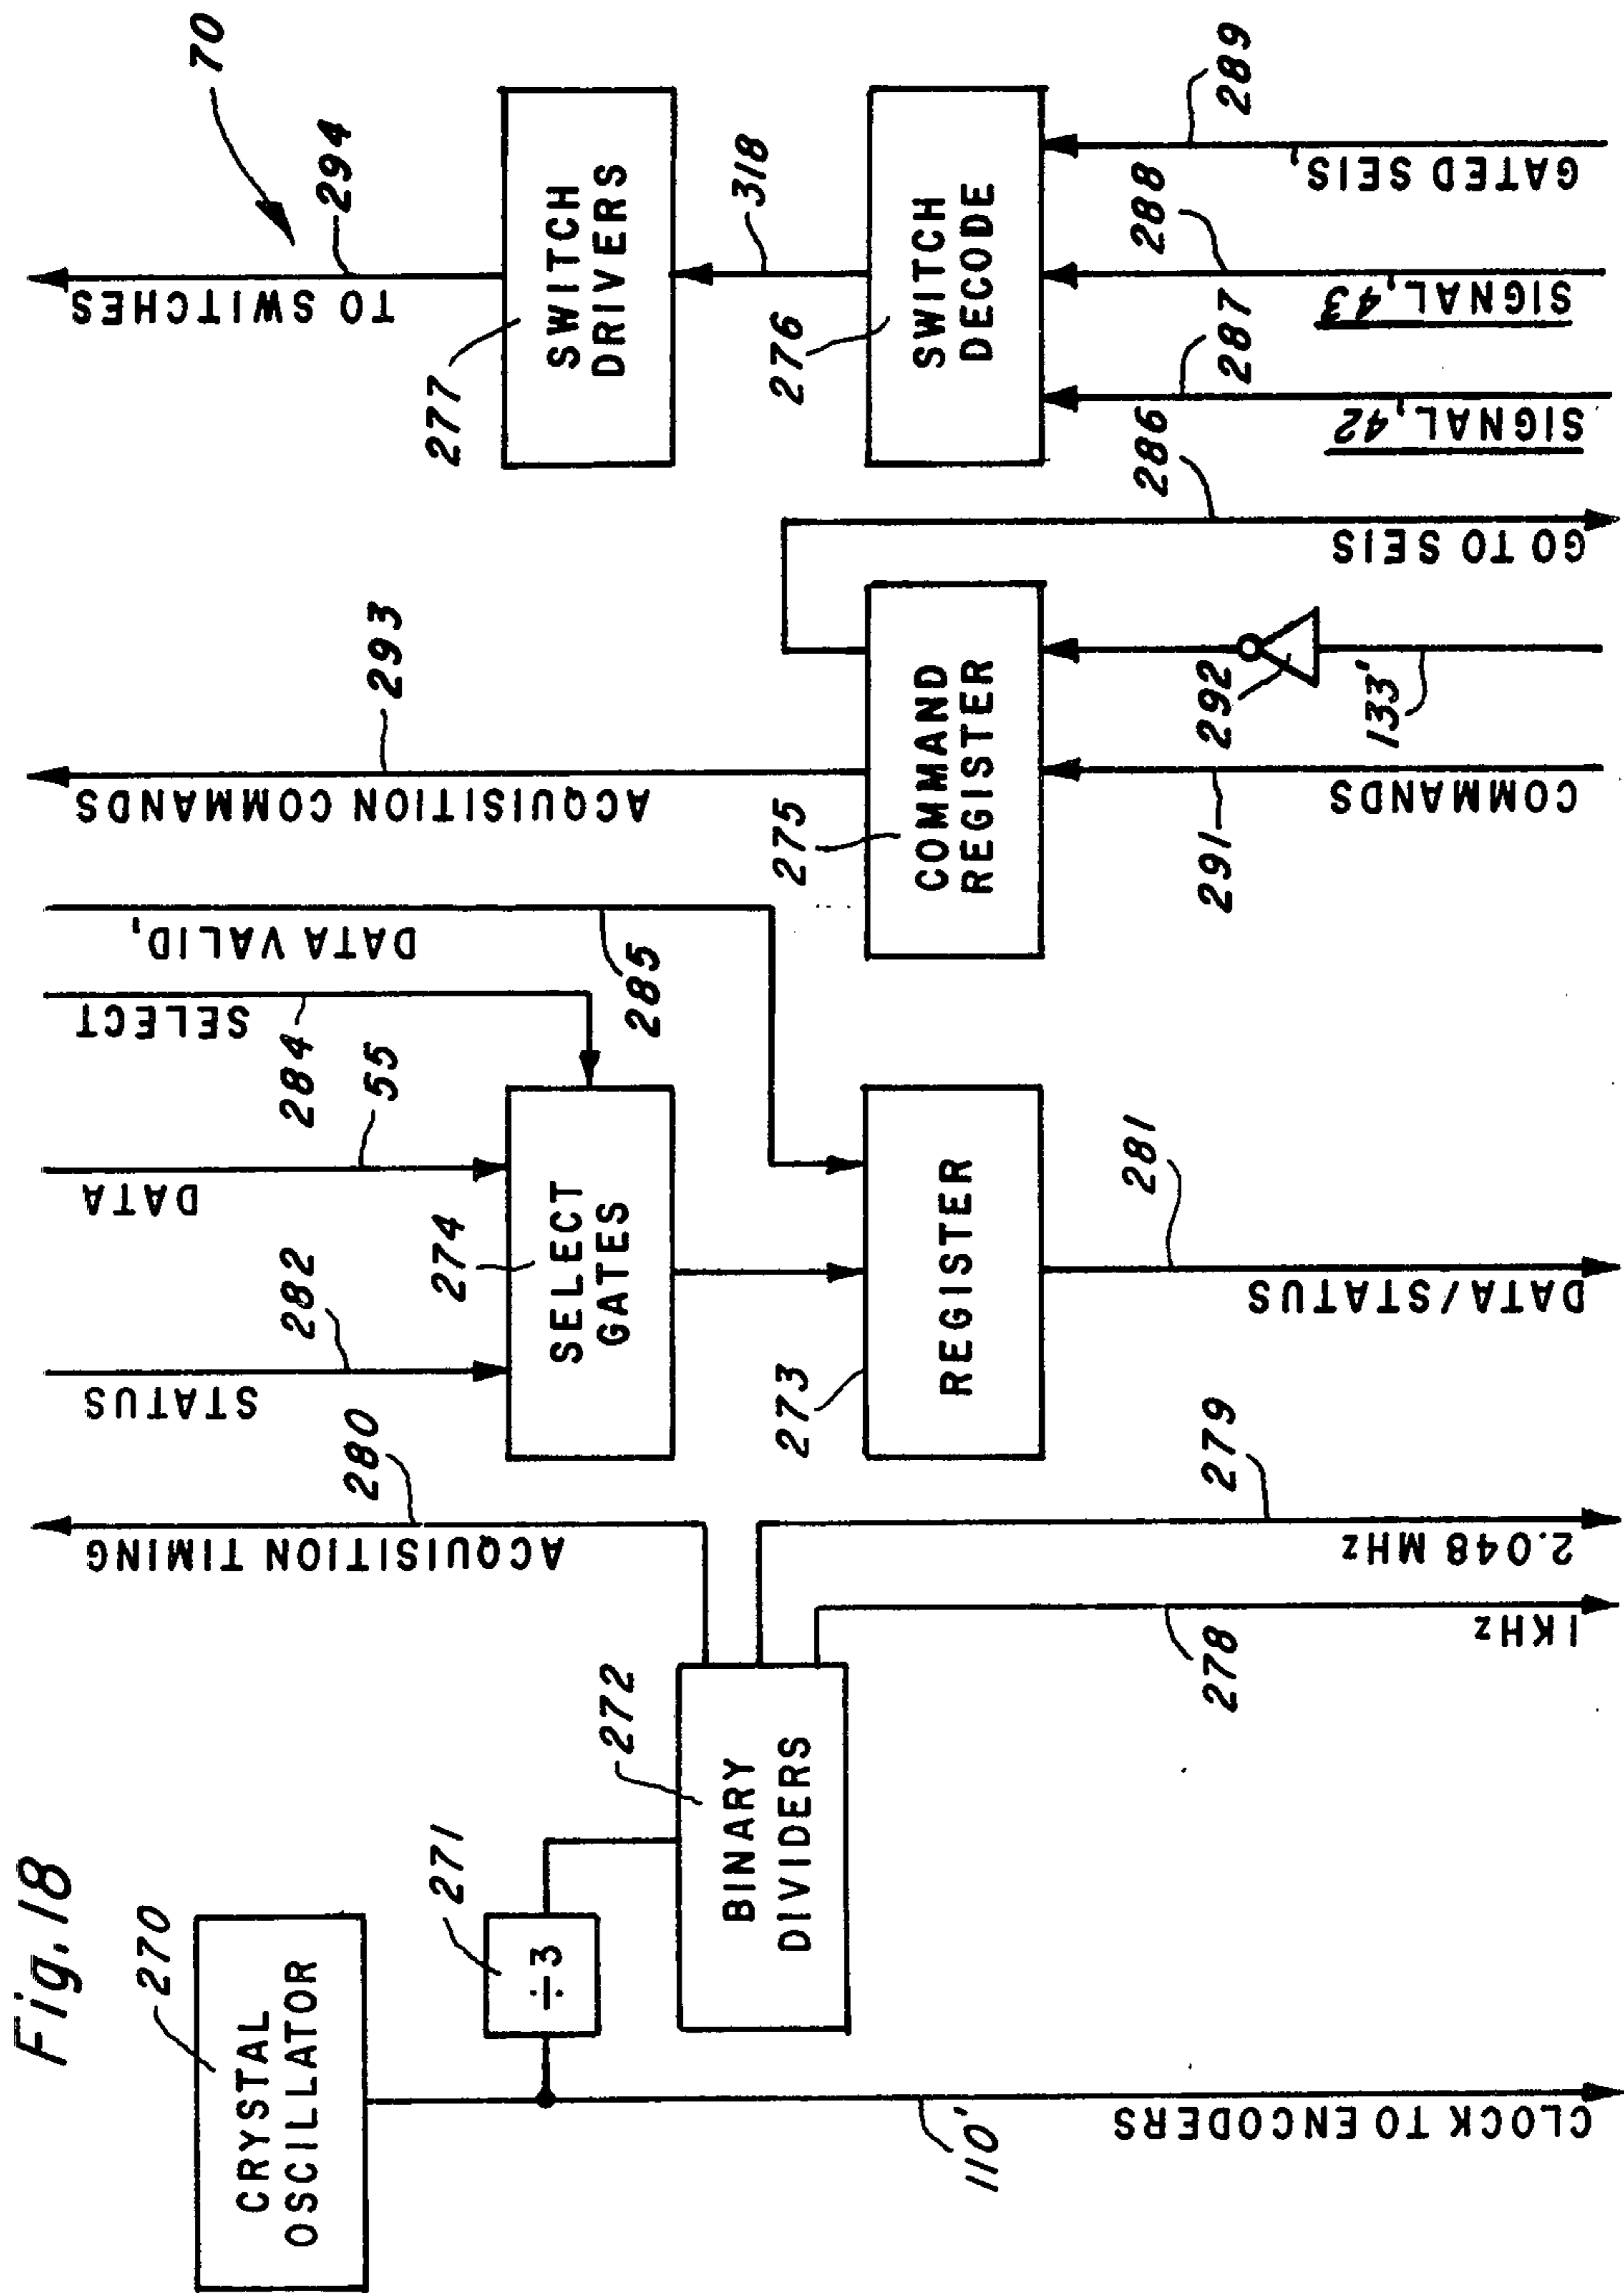 Fig. 18
70
CRYSTAL
OSCILLATOR
270
÷3
271
BINARY
DIVIDERS
272
CLOCK TO ENCODERS
110'
1 KHz
278
2.048 MHz
279
ACQUISITION TIMING
280
STATUS
282
DATA
55
SELECT
284
DATA VALID,
285
SELECT
GATES
274
REGISTER
273
DATA/STATUS
281
ACQUISITION COMMANDS
293
COMMAND
REGISTER
275
COMMANDS
291
292
133'
GO TO SEIS
286
TO SWITCHES
294
SWITCH
DRIVERS
277
318
SWITCH
DECODE
276
SIGNAL, 42
287
SIGNAL, 43
288
GATED SEIS,
289